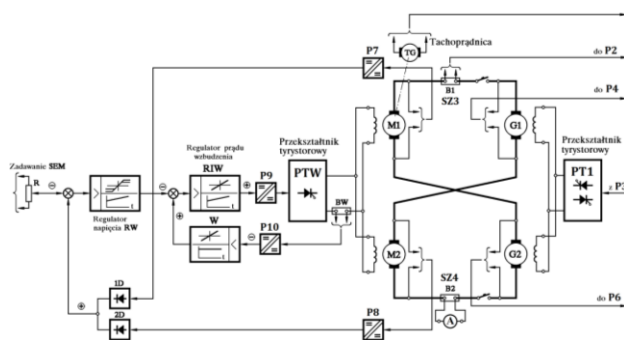 P7
TG
Tachoprądnica
do P2
B1
SZ3
do P4
M1
G1
Zadawanie SEM
R
Regulator
napięcia RW
Regulator prądu
wzbudzenia
RIW
P9
Przekształtnik
tyrystorowy
PTW
BW
W
P10
Przekształtnik
tyrystorowy
PT1
z P3
M2
G2
SZ4
B2
A
do P6
1D
2D
P8